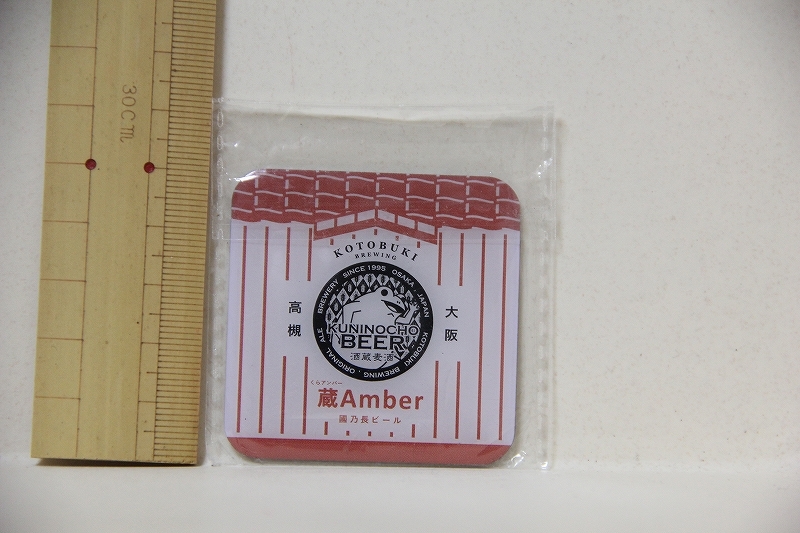 30cm
KOTOBUKI
BREWING
BREWERY SINCE 1995 OSAKA JAPAN KOTOBUKI BREWING. ORIGINAL ALE
高槻
大阪
KUNINOCHO
BEER
酒蔵麦酒
くらアンバー
蔵Amber
國乃長ビール